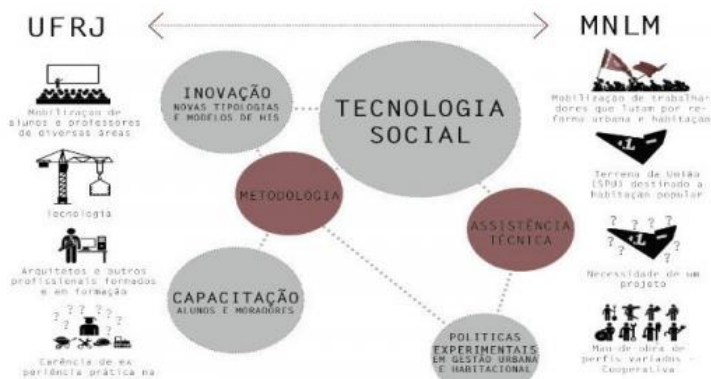 UFRJ
MNLM
Mobilização de
alunos e professores
de diversas áreas
Tecnologia
Arquitetos e outros
profissionais formados
e em formação
Carência de ex
periência prática na
INOVAÇÃO
NOVAS TIPOLOGIAS
E MODELOS DE HIS
TECNOLOGIA
SOCIAL
METODOLOGIA
ASSISTÊNCIA
TÉCNICA
CAPACITAÇÃO
ALUNOS E MORADORES
POLITICAS
EXPERIMENTAIS
EM GESTÃO URBANA
E HABITACIONAL
Mobilização de trabalha-
dores que lutam por re-
forma urbana e habitação
Terreno da União
(SPU) destinado a
habitação popular
Necessidade de um
projeto
Mão-de-obra de
perfis variados -
Cooperativa